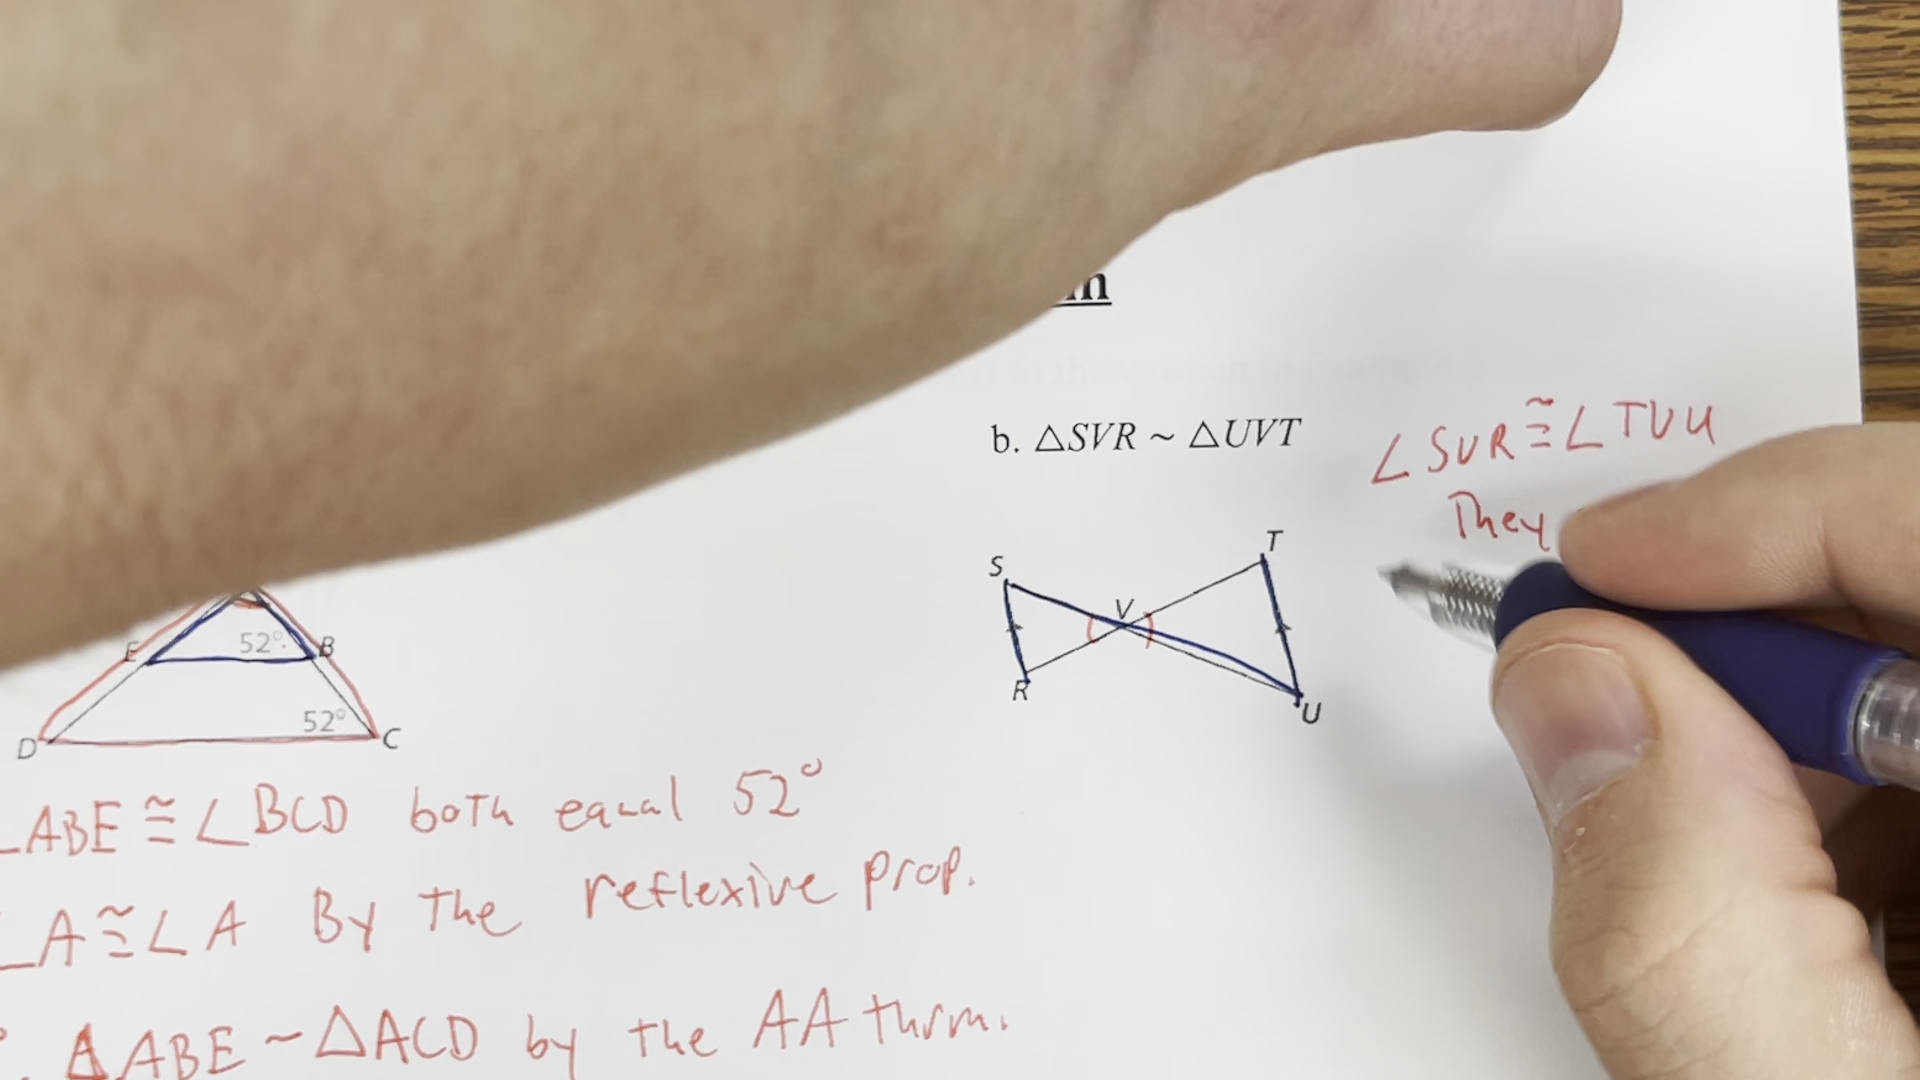 b. △SVR ~ △UVT
∠SVR ≅ ∠TVU
They
S
T
V
R
U
E
52°
B
52°
D
C
∠ABE ≅ ∠BCD both equal 52°
∠A ≅ ∠A By the reflexive prop.
△ABE ~ △ACD by the AA thrm.